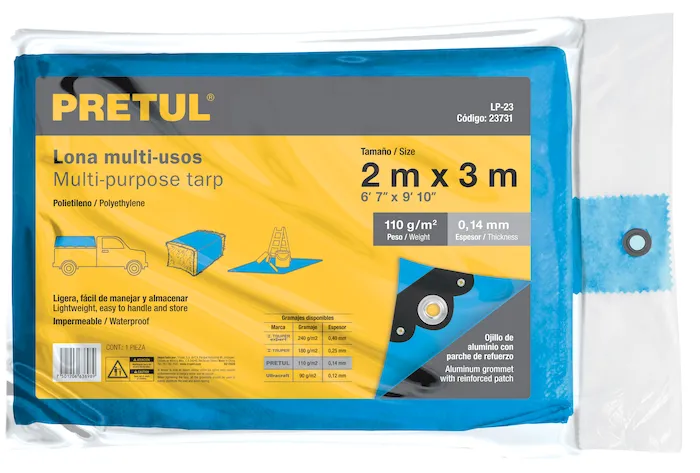 PRETUL®
LP-23
Código: 23731
Lona multi-usos
Multi-purpose tarp
Polietileno / Polyethylene
Tamaño / Size
2 m x 3 m
6′ 7″ x 9′ 10″
110 g/m²
Peso / Weight
0,14 mm
Espesor / Thickness
Ligera, fácil de manejar y almacenar
Lightweight, easy to handle and store
Impermeable / Waterproof
CONT.: 1 PIEZA
Gramajes disponibles
Marca Gramaje Espesor
TRUPER 240 g/m2
TRUPER 180 g/m2 0,25 mm
PRETUL 110 g/m2 0,14 mm
90 g/m2 0,12 mm
Ojillo de
aluminio con
parche de refuerzo
Aluminum grommet
with reinforced patch